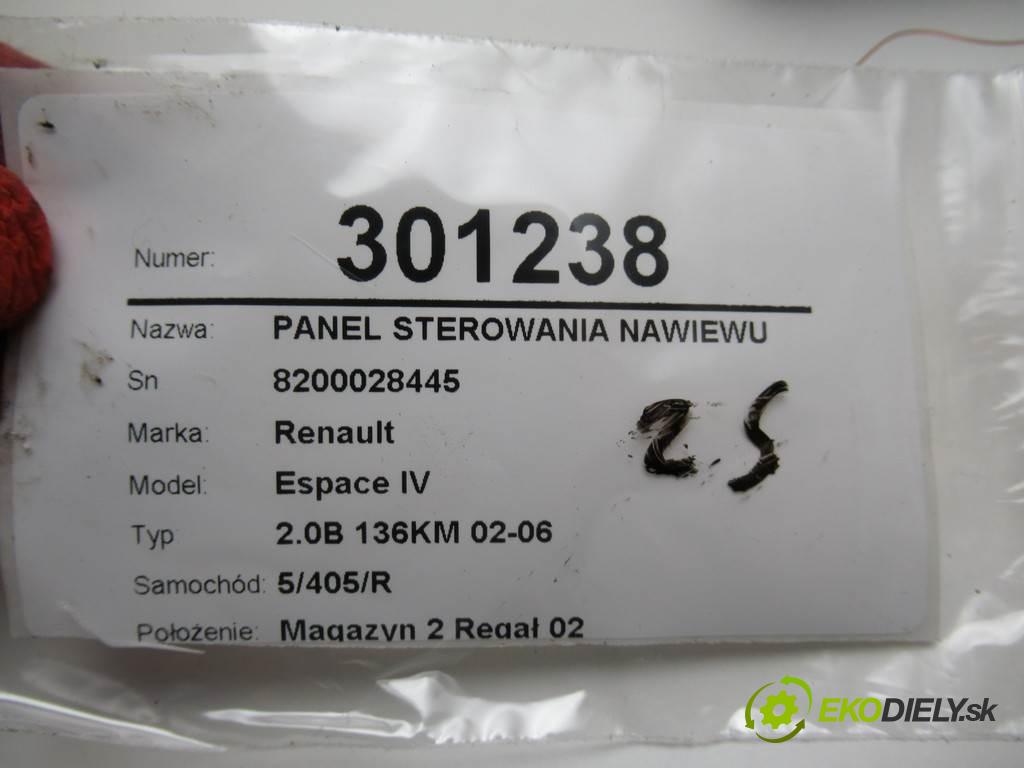 Numer: 301238
Nazwa: PANEL STEROWANIA NAWIEWU
Sn 8200028445
Marka: Renault
Model: Espace IV
Typ 2.0B 136KM 02-06
Samochód: 5/405/R
Położenie: Magazyn 2 Regał 02
25
EKODIELY.sk